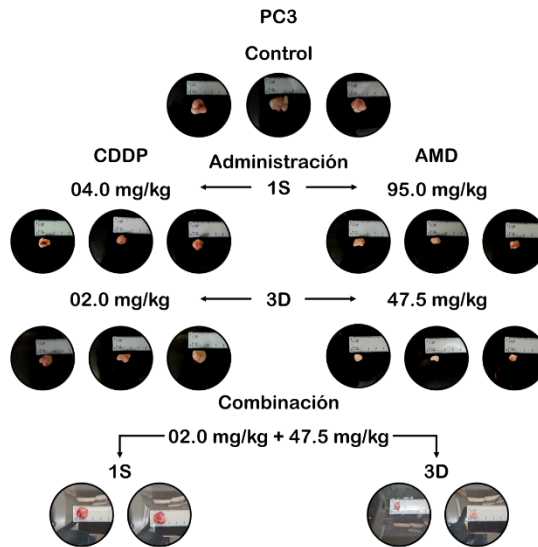 PC3
Control
CDDP
Administración
AMD
04.0 mg/kg
1S
95.0 mg/kg
02.0 mg/kg
3D
47.5 mg/kg
Combinación
02.0 mg/kg + 47.5 mg/kg
1S
3D